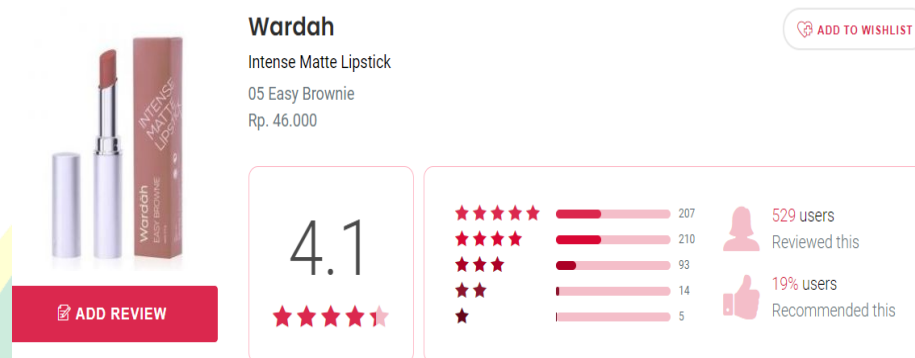 Wardah
ADD TO WISHLIST
Intense Matte Lipstick
05 Easy Brownie
Rp. 46.000
INTENSE
MATTE
LIPSTICK
Wardah
EASY BROWNIE
4.1
207
210
93
14
5
529 users
Reviewed this
19% users
Recommended this
ADD REVIEW